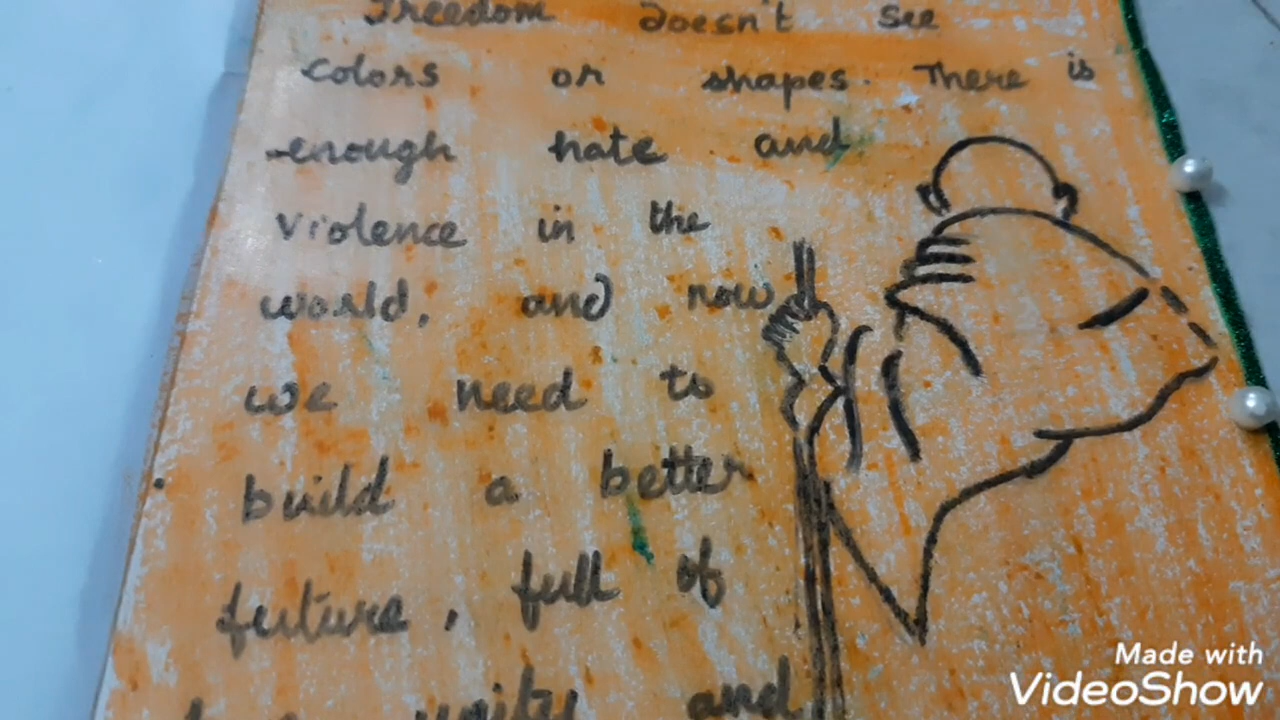 Freedom doesn't see
colors or shapes. There is
enough hate and
violence in the
world, and now
we need to
build a better
future, full of
unity and
Made with
VideoShow